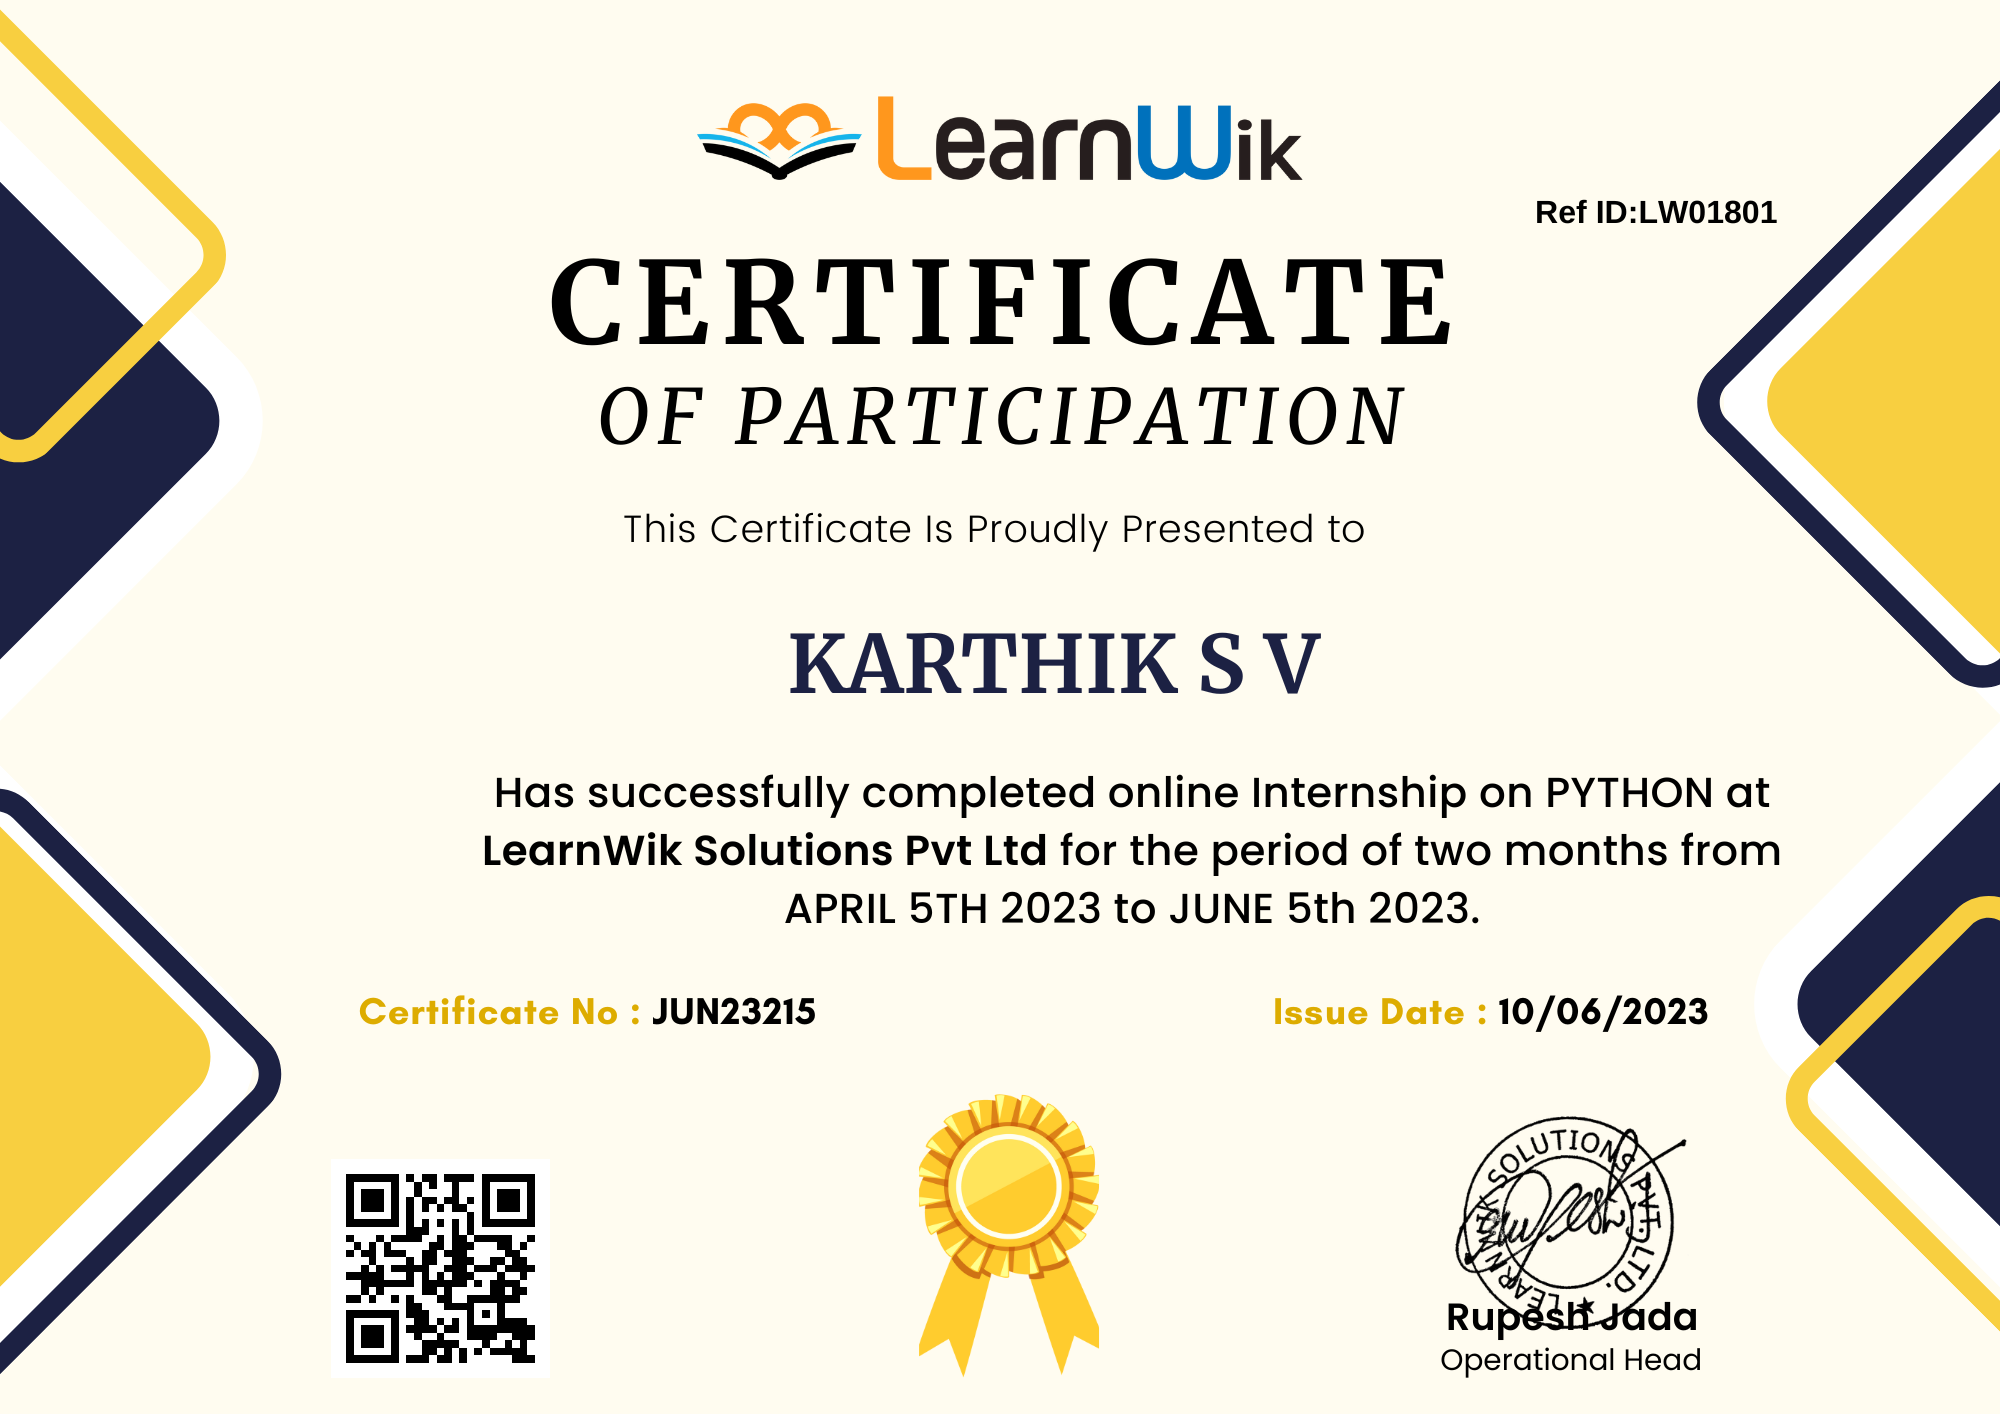 LearnWik
Ref ID:LW01801
CERTIFICATE
OF PARTICIPATION
This Certificate Is Proudly Presented to
KARTHIK S V
Has successfully completed online Internship on PYTHON at
LearnWik Solutions Pvt Ltd for the period of two months from
APRIL 5TH 2023 to JUNE 5th 2023.
Certificate No : JUN23215
Issue Date : 10/06/2023
LEARNWIK SOLUTIONS PVT. LTD.
Rupesh Jada
Operational Head